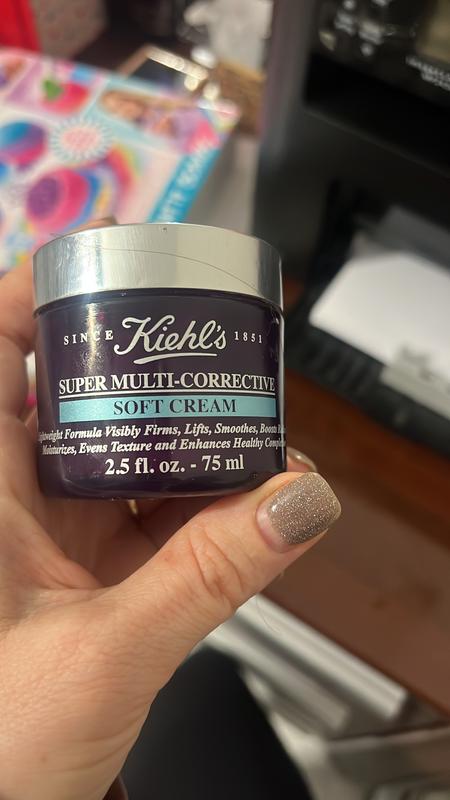 SINCE Kiehl's 1851
SUPER MULTI-CORRECTIVE
SOFT CREAM
Formula Visibly Firms, Lifts, Smoothes,
Moisturizes, Evens Texture and Enhances Healthy
2.5 fl. oz. - 75 ml